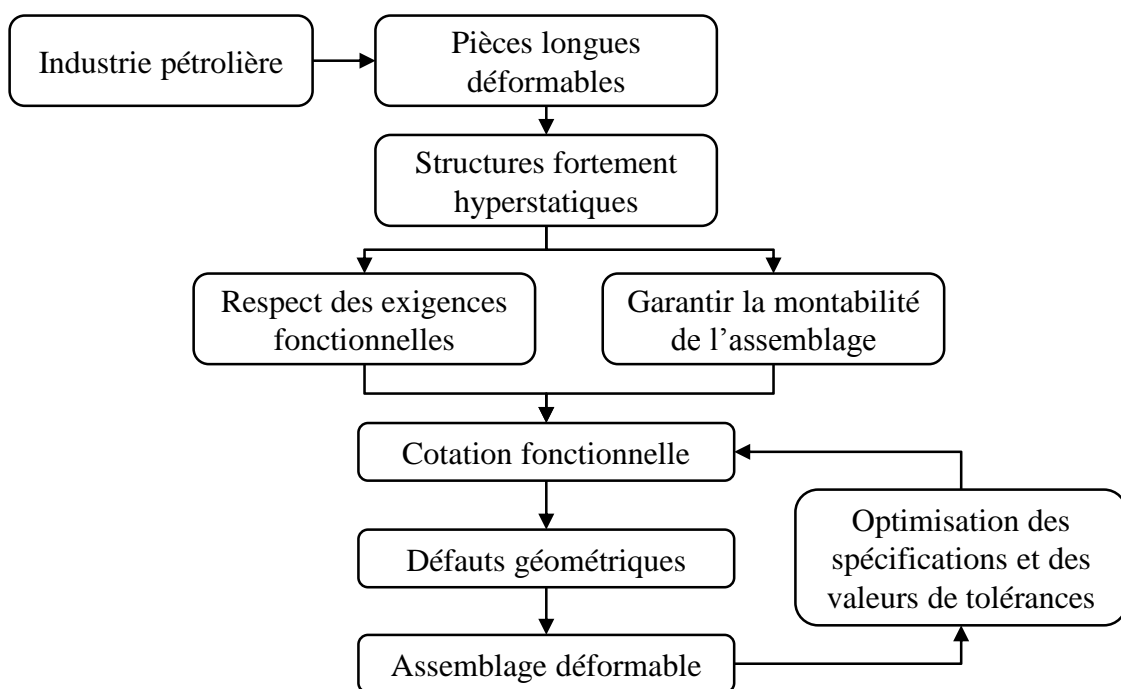 Industrie pétrolière
Pièces longues
déformables
Structures fortement
hyperstatiques
Respect des exigences
fonctionnelles
Garantir la montabilité
de l’assemblage
Cotation fonctionnelle
Défauts géométriques
Assemblage déformable
Optimisation des
spécifications et des
valeurs de tolérances